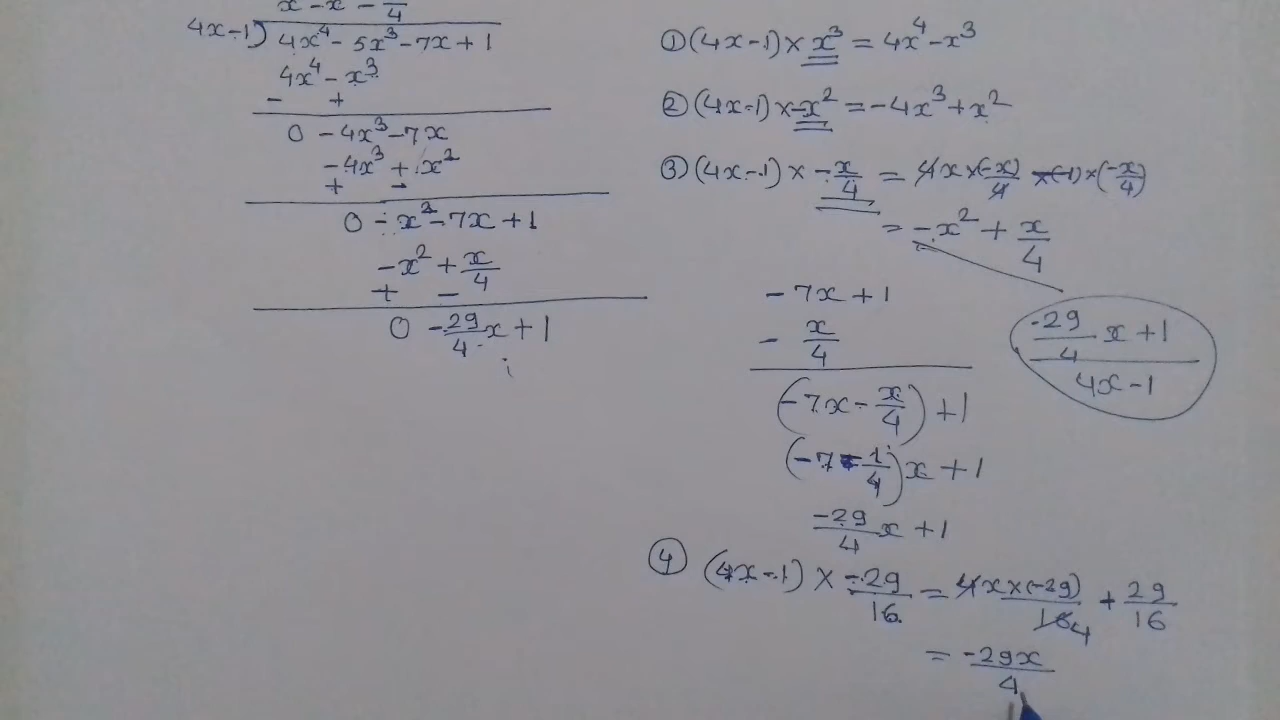 x - x - x/4
4x-1) 4x⁴ - 5x³ - 7x + 1
4x⁴ - x³
- +
0 - 4x³ - 7x
- 4x³ + x²
+ -
0 - x² - 7x + 1
- x² + x/4
+ -
0 - 29/4 x + 1
① (4x-1) × x³ = 4x⁴ - x³
② (4x-1) × -x² = -4x³ + x²
③ (4x-1) × -x/4 = 4x × (-x)/4 + (-1) × (-x/4)
= -x² + x/4
- 7x + 1
- x/4
(-7x - x/4) + 1
(-7 - 1/4)x + 1
-29/4 x + 1
-29/4 x + 1 / 4x - 1
④ (4x-1) × -29/16 = 4x × (-29)/16 4 + 29/16
= -29x/4